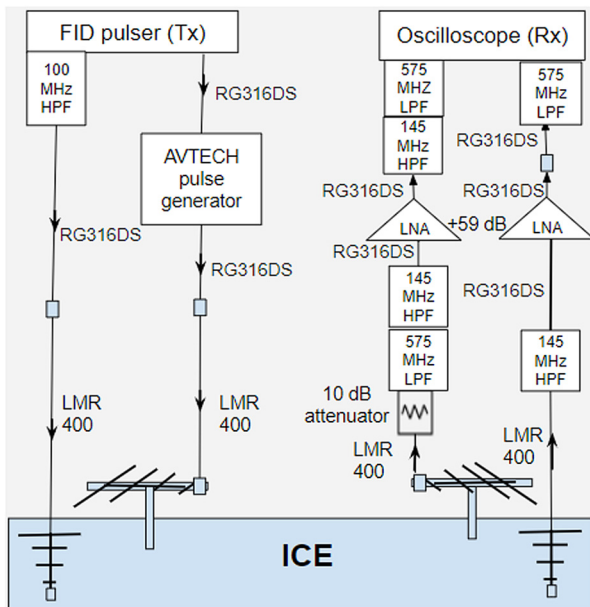 FID pulser (Tx)
Oscilloscope (Rx)
100
MHz
HPF
RG316DS
AVTECH
pulse
generator
RG316DS
RG316DS
LMR
400
LMR
400
575
MHZ
LPF
145
MHz
HPF
RG316DS
LNA
+59 dB
RG316DS
145
MHz
HPF
575
MHz
LPF
10 dB
attenuator
LMR
400
575
MHz
LPF
RG316DS
RG316DS
LNA
RG316DS
145
MHz
HPF
LMR
400
ICE